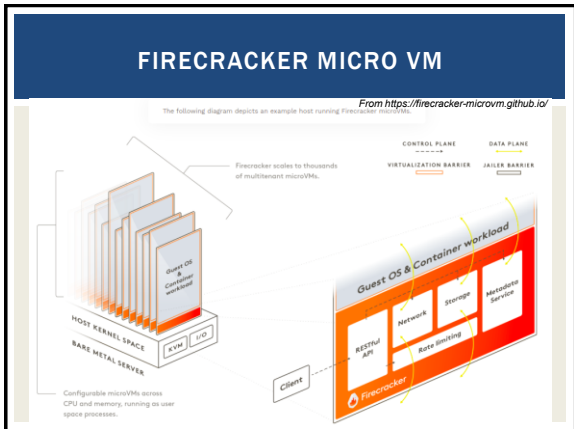 FIRECRACKER MICRO VM
From https://firecracker-microvm.github.io/
The following diagram depicts an example host running Firecracker microVMs.
CONTROL PLANE
DATA PLANE
VIRTUALIZATION BARRIER
JAILER BARRIER
Firecracker scales to thousands
of multitenant microVMs.
Guest OS
&
Container
workload
HOST KERNEL SPACE
KVM
I/O
BARE METAL SERVER
Configurable microVMs across
CPU and memory, running as user
space processes.
Guest OS & Container workload
RESTful
API
Network
Storage
Metadata
Service
Rate limiting
Client
Firecracker